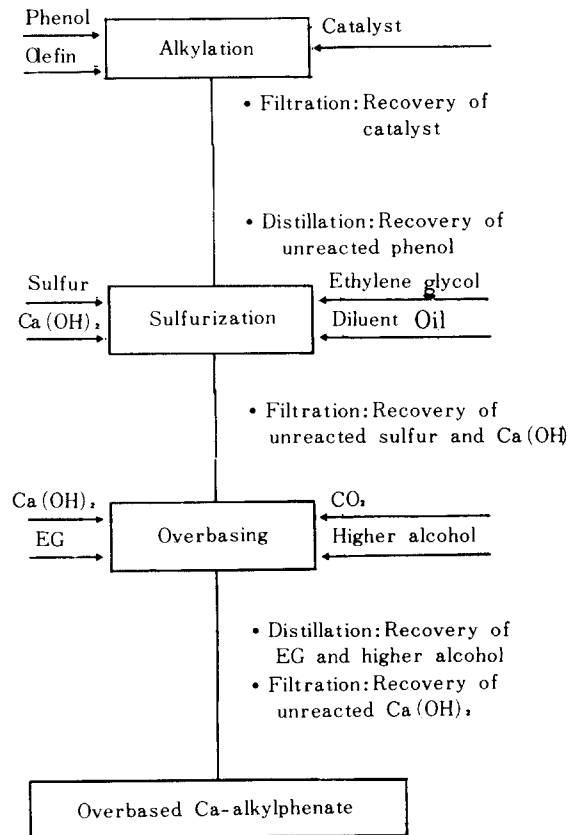 Phenol
Olefin
Alkylation
Catalyst
• Filtration: Recovery of
catalyst
• Distillation: Recovery of
unreacted phenol
Sulfur
Ca(OH)₂
Sulfurization
Ethylene glycol
Diluent Oil
• Filtration: Recovery of
unreacted sulfur and Ca(OH)
Ca(OH)₂
EG
Overbasing
CO₂
Higher alcohol
• Distillation: Recovery of
EG and higher alcohol
• Filtration: Recovery of
unreacted Ca(OH)₂
Overbased Ca-alkylphenate